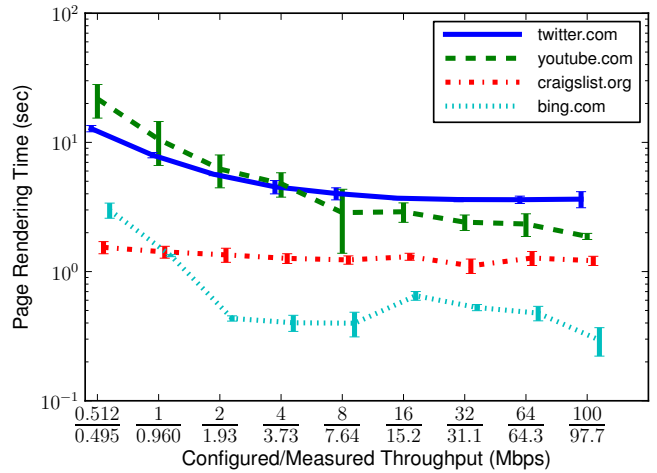 10^2
10^1
10^0
10^{-1}
Page Rendering Time (sec)
twitter.com
youtube.com
craigslist.org
bing.com
0.512 1 2 4 8 16 32 64 100
0.495 0.960 1.93 3.73 7.64 15.2 31.1 64.3 97.7
Configured/Measured Throughput (Mbps)